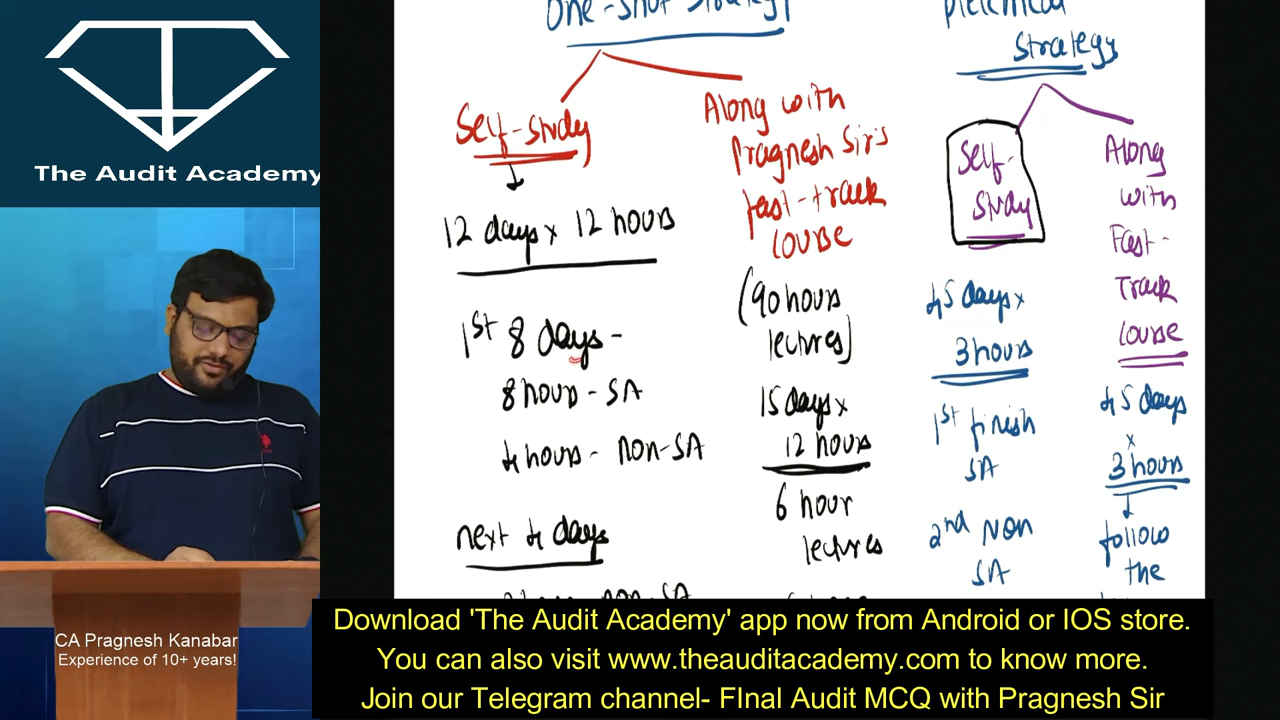 The Audit Academy
One-Shot Strategy
Self-Study
12 days x 12 hours
1st 8 days -
8 hour - SA
4 hours - non-SA
next 4 days
non-SA
Along with
Pragnesh Sir's
fast-track
course
(90 hours
lectures)
15 days x
12 hours
6 hour
lectures
Strategy
Self-
Study
45 days x
3 hours
1st finish
SA
2nd NON
SA
Along
with
Fast-
Track
course
45 days
x
3 hours
follow
the
CA Pragnesh Kanabar
Experience of 10+ years!
Download 'The Audit Academy' app now from Android or IOS store.
You can also visit www.theauditacademy.com to know more.
Join our Telegram channel- FInal Audit MCQ with Pragnesh Sir